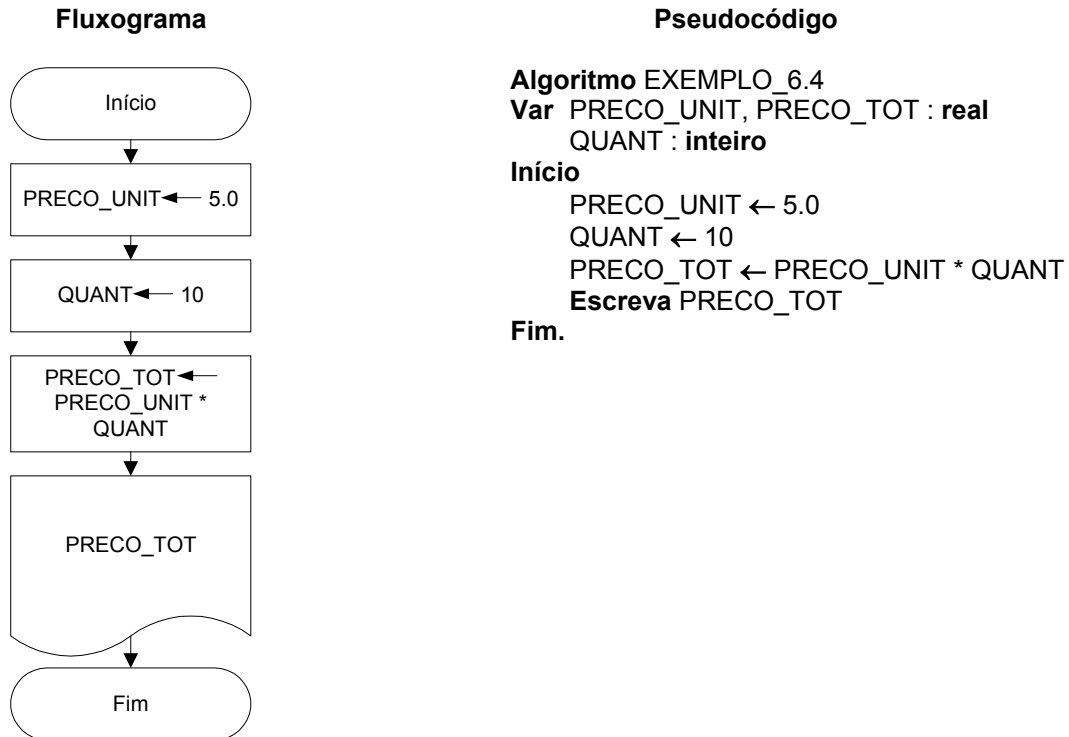 Fluxograma
Início
PRECO_UNIT ← 5.0
QUANT ← 10
PRECO_TOT ←
PRECO_UNIT *
QUANT
PRECO_TOT
Fim
Pseudocódigo
Algoritmo EXEMPLO_6.4
Var PRECO_UNIT, PRECO_TOT : real
QUANT : inteiro
Início
PRECO_UNIT ← 5.0
QUANT ← 10
PRECO_TOT ← PRECO_UNIT * QUANT
Escreva PRECO_TOT
Fim.